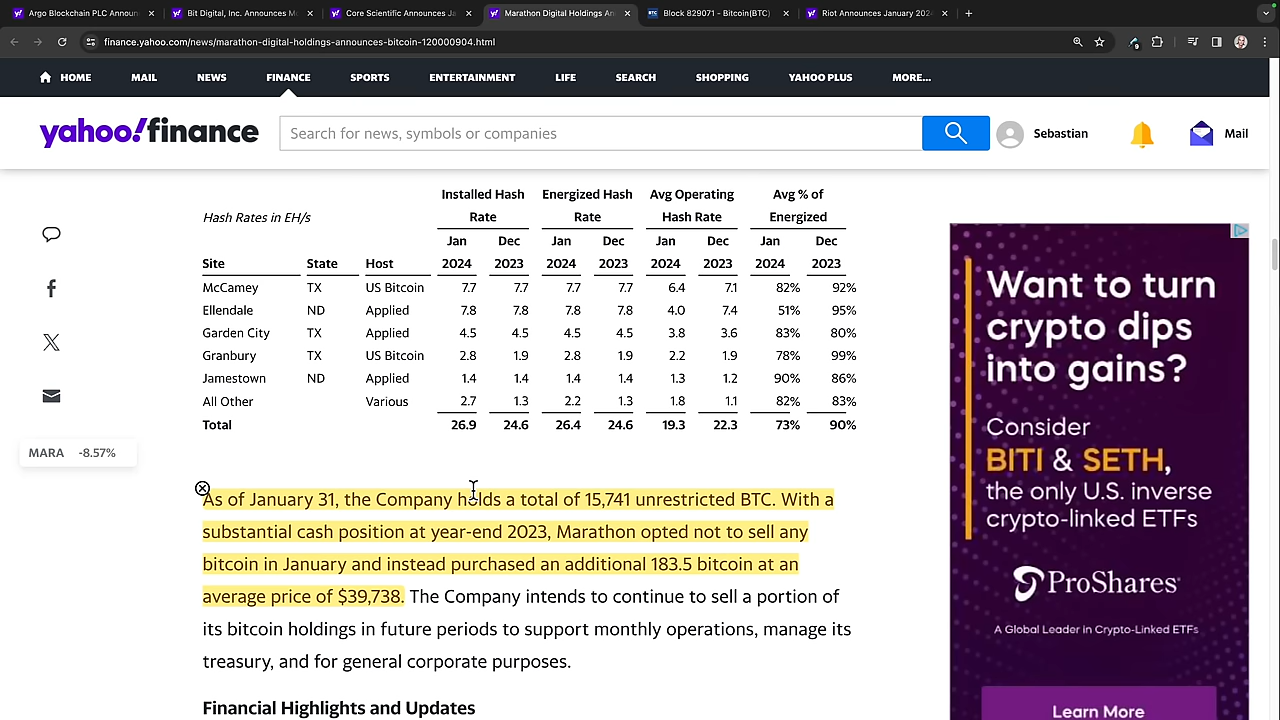 Argo Blockchain PLC Announ
Bit Digital, Inc. Announces M
Core Scientific Announces Ja
Marathon Digital Holdings An
Block 829071 - Bitcoin(BTC)
Riot Announces January 202
finance.yahoo.com/news/marathon-digital-holdings-announces-bitcoin-120000904.html
HOME MAIL NEWS FINANCE SPORTS ENTERTAINMENT LIFE SEARCH SHOPPING YAHOO PLUS MORE...
yahoo!finance
Search for news, symbols or companies
Sebastian
Mail
Installed Hash Energized Hash Avg Operating Avg % of
Hash Rates in EH/s Rate Rate Hash Rate Energized
Jan Dec Jan Dec Jan Dec Jan Dec
Site State Host 2024 2023 2024 2023 2024 2023 2024 2023
McCamey TX US Bitcoin 7.7 7.7 7.7 7.7 6.4 7.1 82% 92%
Ellendale ND Applied 7.8 7.8 7.8 7.8 4.0 7.4 51% 95%
Garden City TX Applied 4.5 4.5 4.5 4.5 3.8 3.6 83% 80%
Granbury TX US Bitcoin 2.8 1.9 2.8 1.9 2.2 1.9 78% 99%
Jamestown ND Applied 1.4 1.4 1.4 1.4 1.3 1.2 90% 86%
All Other Various 2.7 1.3 2.2 1.3 1.8 1.1 82% 83%
Total 26.9 24.6 26.4 24.6 19.3 22.3 73% 90%
MARA -8.57%
As of January 31, the Company holds a total of 15,741 unrestricted BTC. With a
substantial cash position at year-end 2023, Marathon opted not to sell any
bitcoin in January and instead purchased an additional 183.5 bitcoin at an
average price of $39,738. The Company intends to continue to sell a portion of
its bitcoin holdings in future periods to support monthly operations, manage its
treasury, and for general corporate purposes.
Financial Highlights and Updates
Want to turn
crypto dips
into gains?
Consider
BITI & SETH,
the only U.S. inverse
crypto-linked ETFs
ProShares
A Global Leader in Crypto-Linked ETFs
Learn More